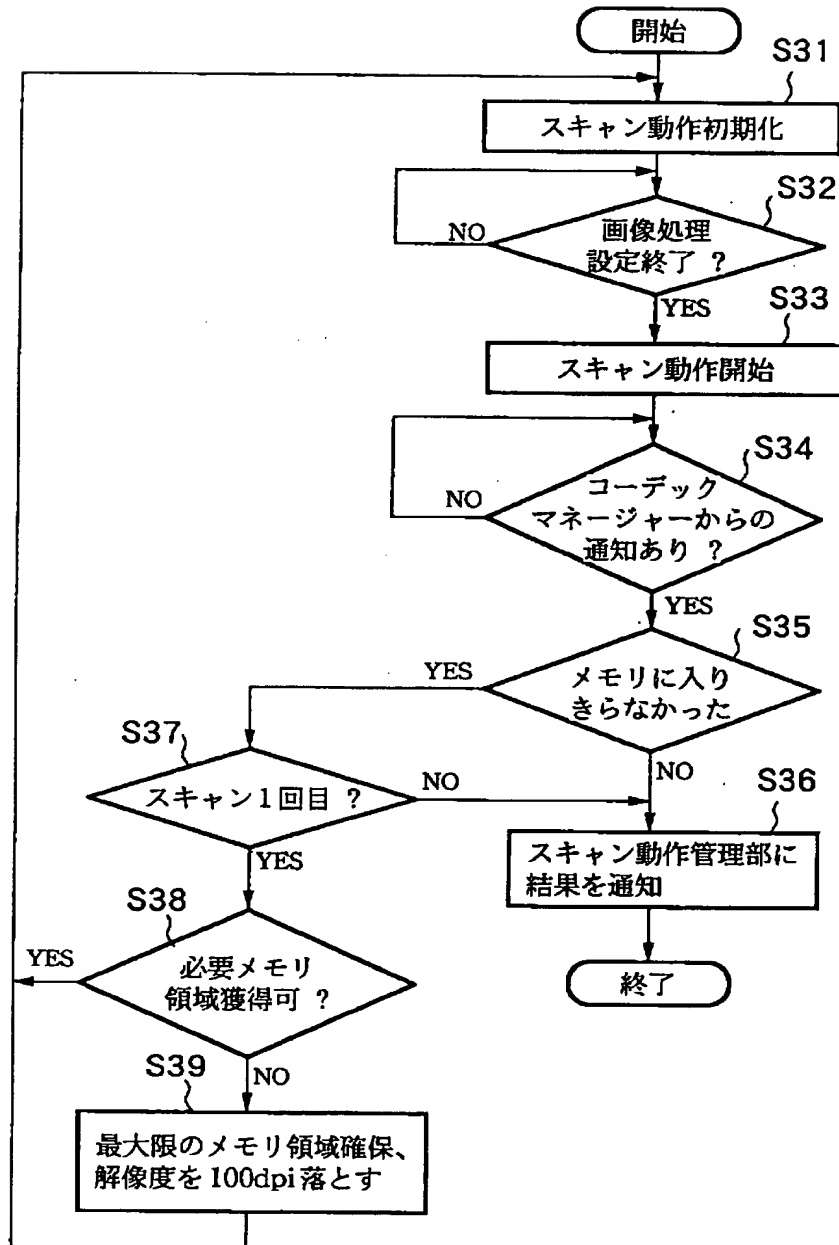 開始
S31
スキャン動作初期化
S32
NO
画像処理
設定終了 ?
YES
S33
スキャン動作開始
S34
NO
コーデック
マネージャーからの
通知あり ?
YES
S35
YES
メモリに入り
きらなかった
NO
S37
スキャン1回目 ?
NO
YES
S36
スキャン動作管理部に
結果を通知
終了
S38
YES
必要メモリ
領域獲得可 ?
NO
S39
最大限のメモリ領域確保、
解像度を100dpi落とす